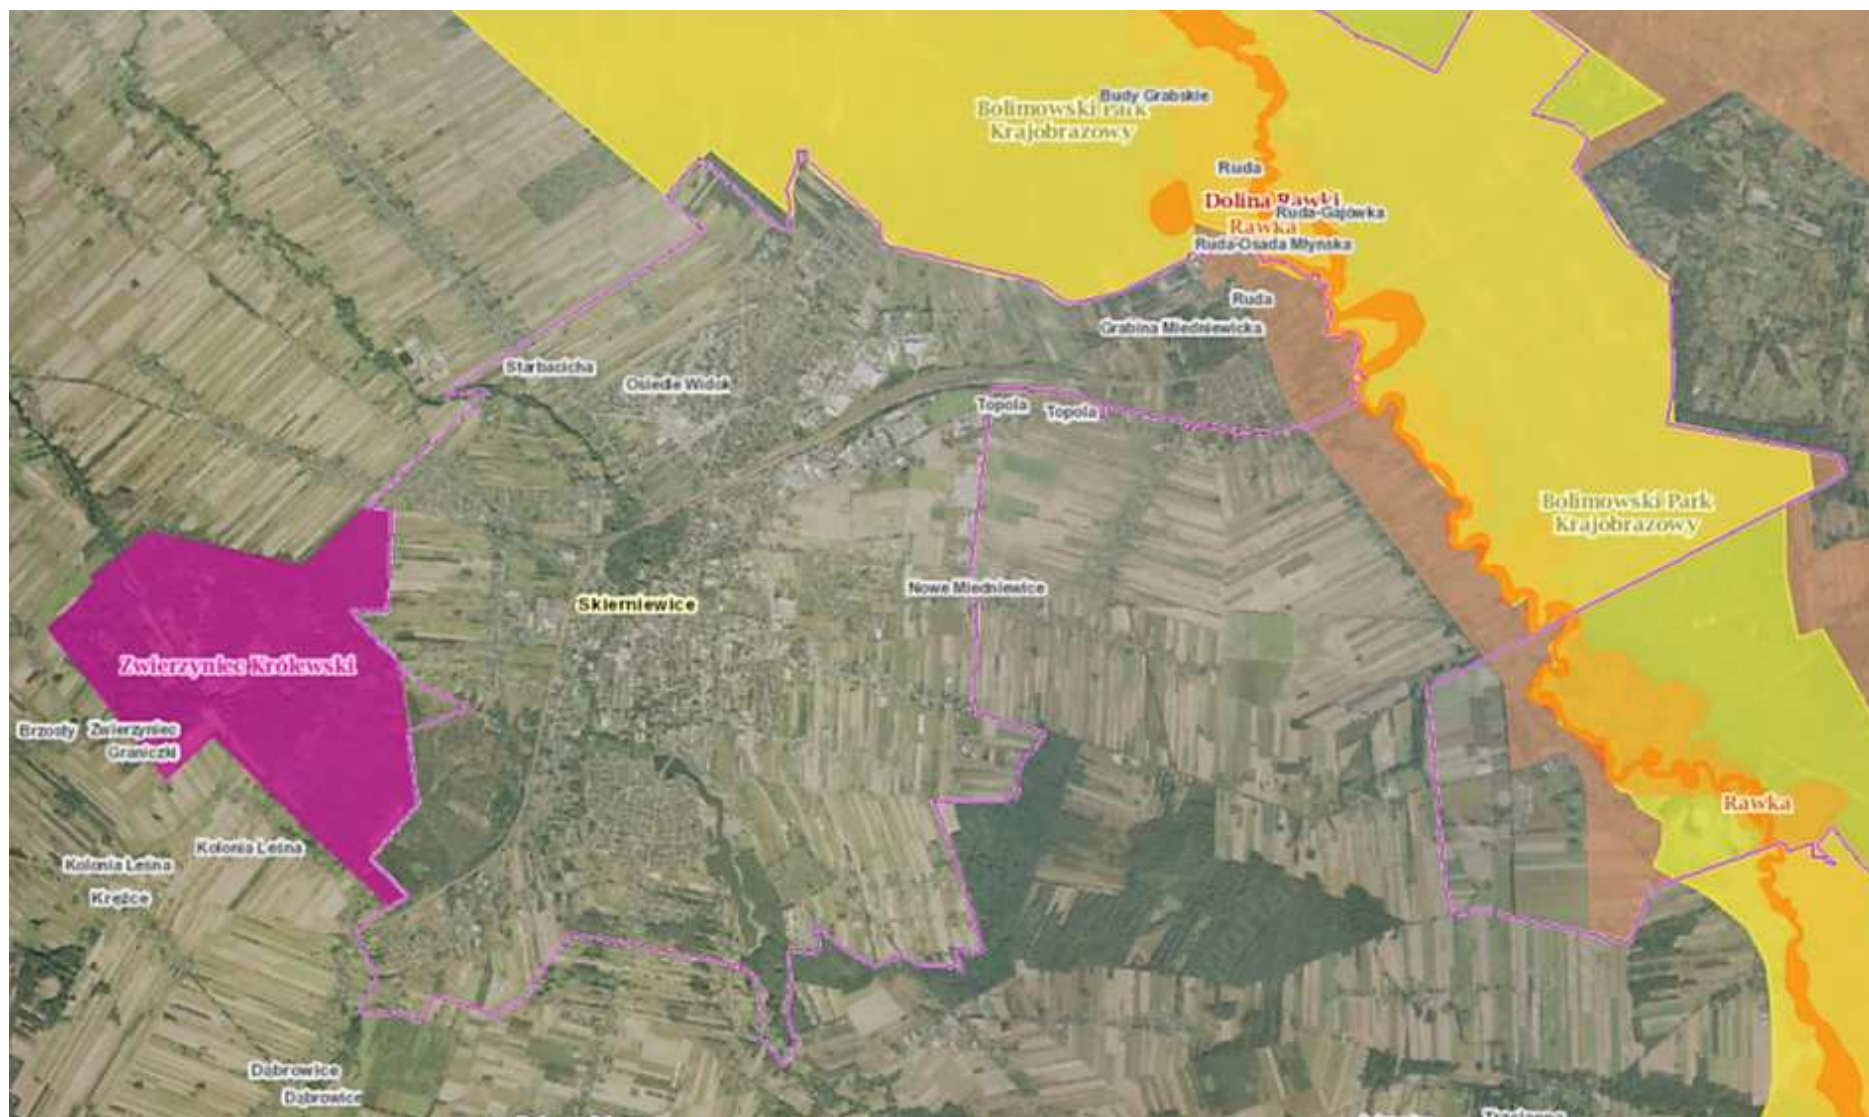 Budy Grabskie
Bolimowski Park
Krajobrazowy
Ruda
Dolina Rawki
Ruda-Gajówka
Rawka
Ruda-Osada Młyńska
Ruda
Grabina Miedniewicka
Starbacicha
Osiedle Widok
Topola
Topola
Bolimowski Park
Krajobrazowy
Nowe Miedniewice
Skierniewice
Zwierzyniec Królewski
Brzosty
Zwierzyniec
Graniczki
Rawka
Kolonia Leśna
Kolonia Leśna
Krężce
Dąbrowice
Dąbrowice